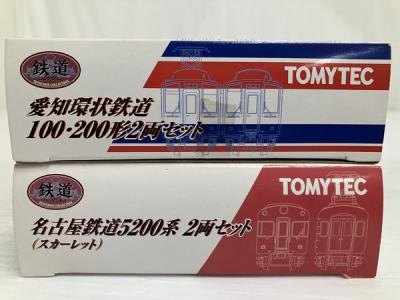 鉄道
TOMYTEC
愛知環状鉄道
100・200形2両セット
鉄道
TOMYTEC
名古屋鉄道5200系 2両セット
(スカーレット)